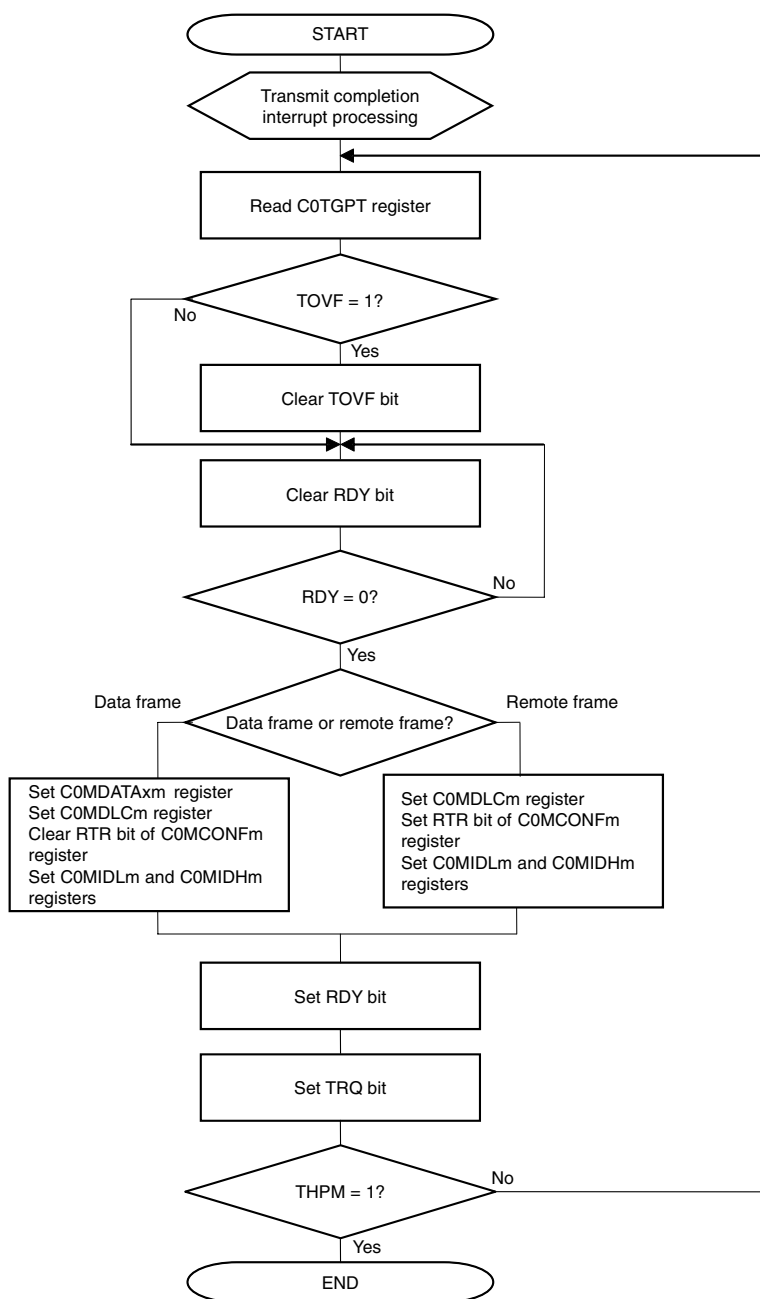 START
Transmit completion
interrupt processing
Read C0TGPT register
TOVF = 1?
No
Yes
Clear TOVF bit
Clear RDY bit
RDY = 0?
No
Yes
Data frame
Data frame or remote frame?
Remote frame
Set C0MDATAxm register
Set C0MDLCm register
Clear RTR bit of C0MCONFm
register
Set C0MIDLm and C0MIDHm
registers
Set C0MDLCm register
Set RTR bit of C0MCONFm
register
Set C0MIDLm and C0MIDHm
registers
Set RDY bit
Set TRQ bit
THPM = 1?
No
Yes
END